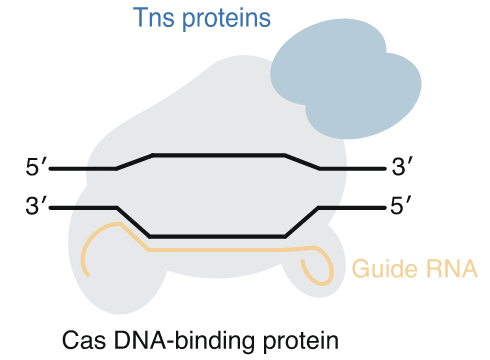 Tns proteins
5′ 3′
3′ 5′
Guide RNA
Cas DNA-binding protein